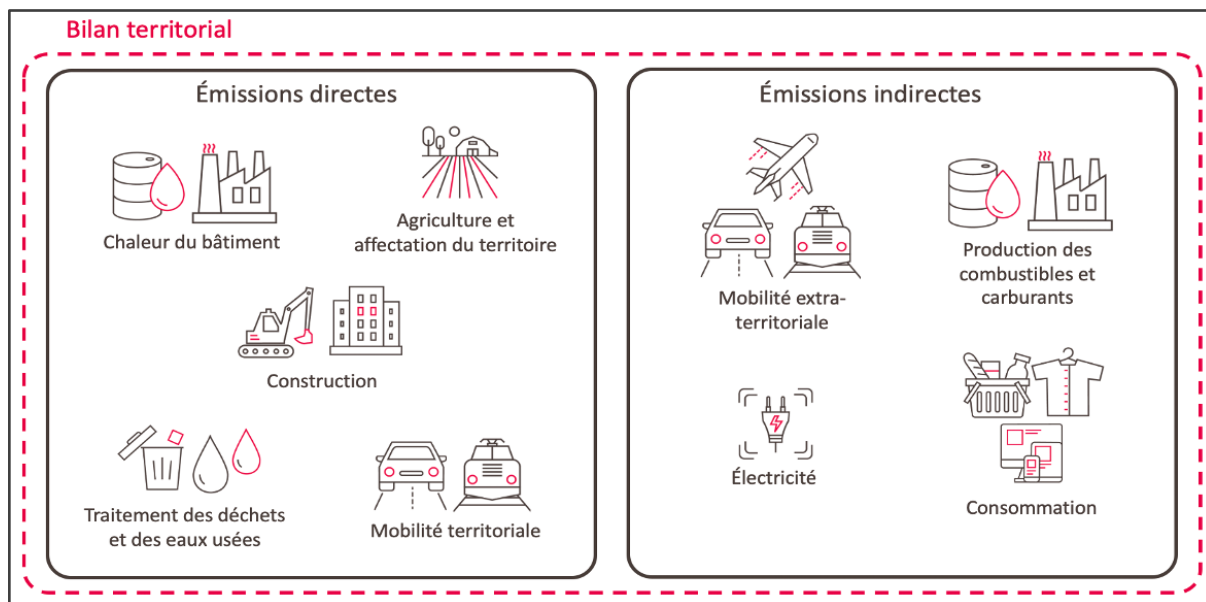 Bilan territorial
Émissions directes
Chaleur du bâtiment
Agriculture et
affectation du territoire
Construction
Traitement des déchets
et des eaux usées
Mobilité territoriale
Émissions indirectes
Mobilité extra-
territoriale
Production des
combustibles et
carburants
Électricité
Consommation